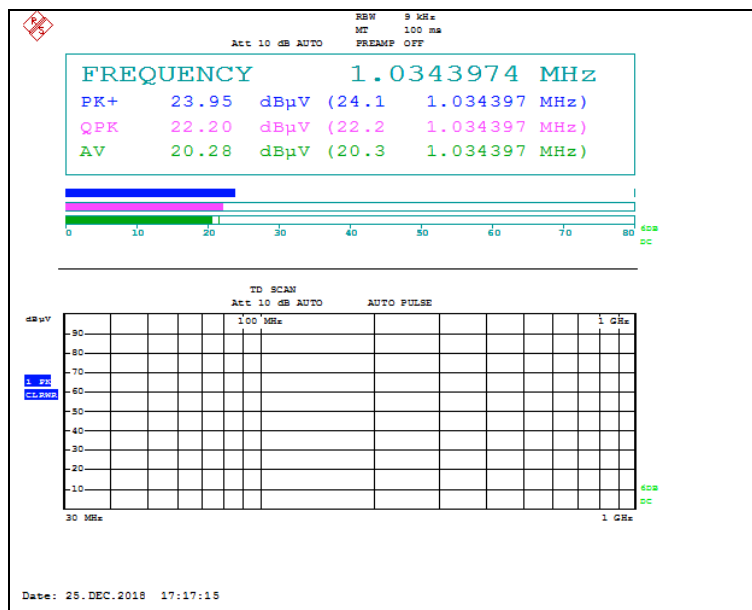 RBW 9 kHz
MT 100 ms
Att 10 dB AUTO PREAMP OFF
FREQUENCY 1.0343974 MHz
PK+ 23.95 dBµV (24.1 1.034397 MHz)
QPK 22.20 dBµV (22.2 1.034397 MHz)
AV 20.28 dBµV (20.3 1.034397 MHz)
0 10 20 30 40 50 60 70 80
6DB
DC
TD SCAN
Att 10 dB AUTO AUTO PULSE
dBµV
100 MHz 1 GHz
90
80
70
1 PK
60
CLRWR
50
40
30
20
10
6DB
DC
30 MHz 1 GHz
Date: 25.DEC.2018 17:17:15